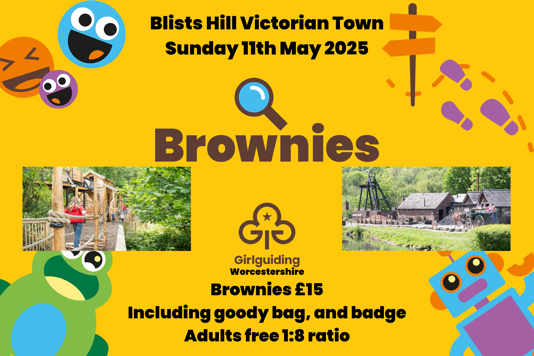 Blists Hill Victorian Town
Sunday 11th May 2025
Brownies
Girlguiding
Worcestershire
Brownies £15
Including goody bag, and badge
Adults free 1:8 ratio